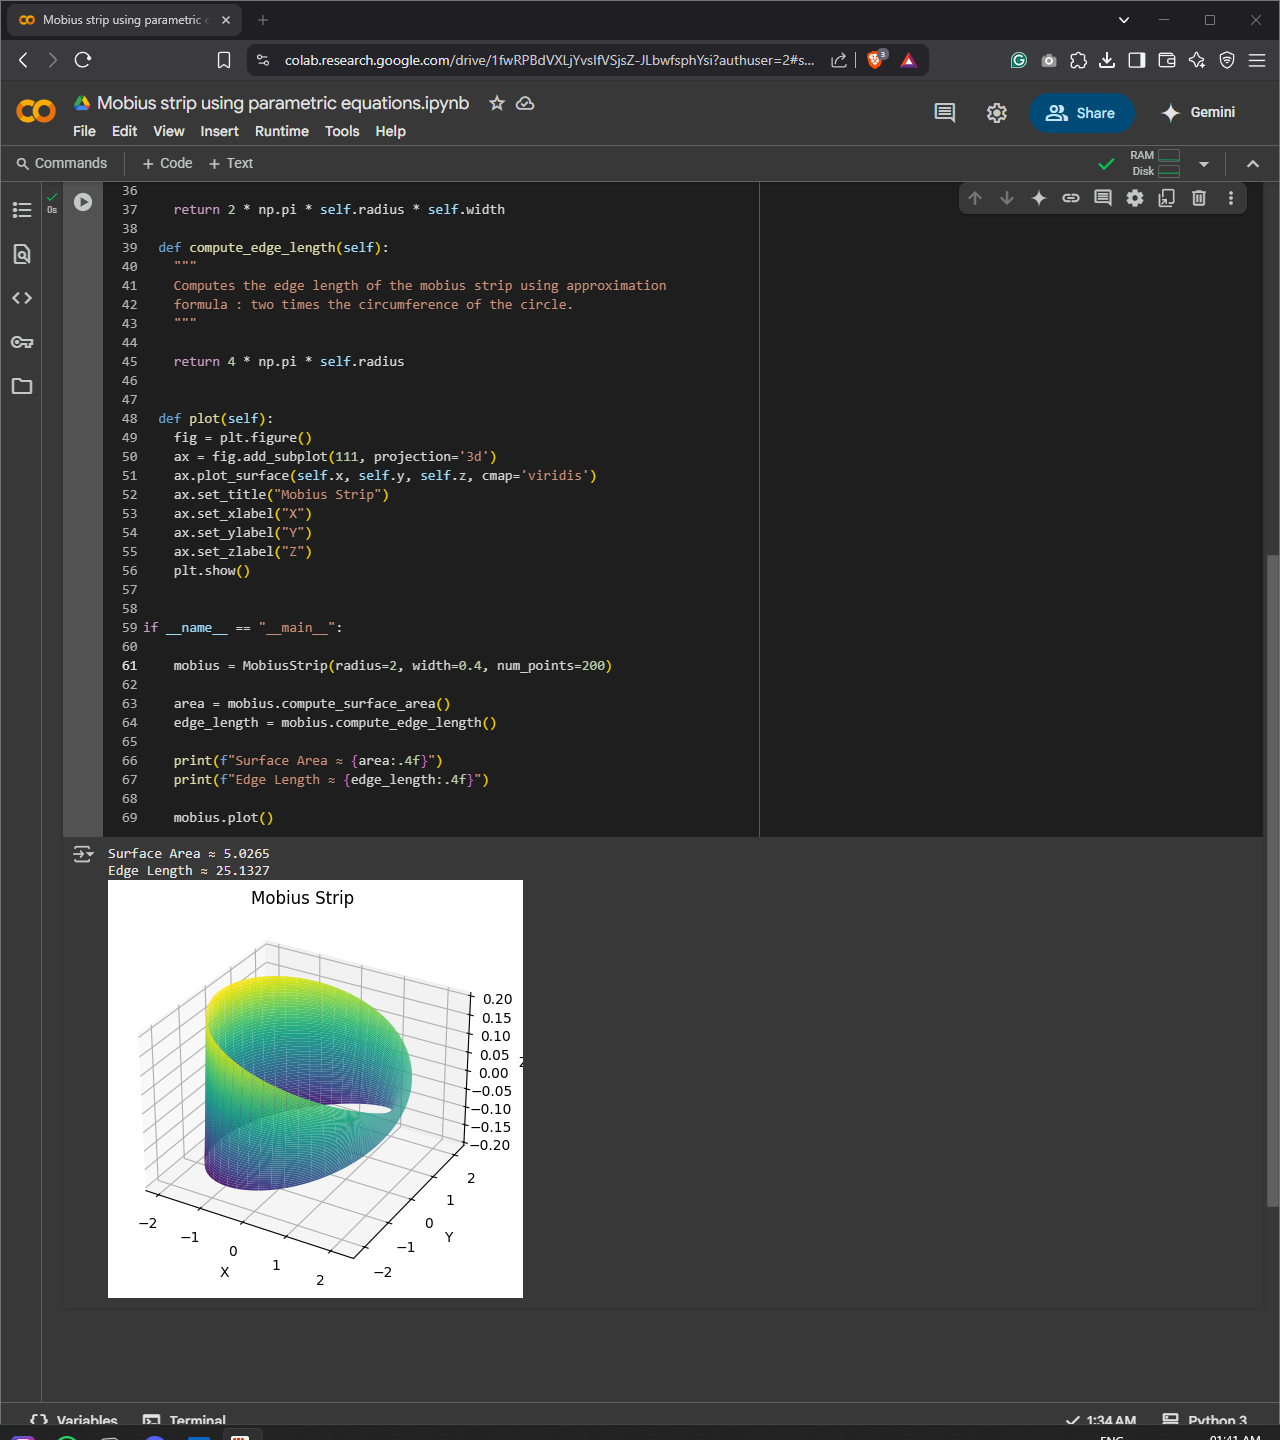 Mobius strip using parametric e
colab.research.google.com/drive/1fwRPBdVXLjYvsIfVSjsZ-JLbwfsphYsi?authuser=2#s...
3
Mobius strip using parametric equations.ipynb
File Edit View Insert Runtime Tools Help
Share
Gemini
Commands + Code + Text
RAM
Disk
0s
36
37 return 2 * np.pi * self.radius * self.width
38
39 def compute_edge_length(self):
40 """
41 Computes the edge length of the mobius strip using approximation
42 formula : two times the circumference of the circle.
43 """
44
45 return 4 * np.pi * self.radius
46
47
48 def plot(self):
49 fig = plt.figure()
50 ax = fig.add_subplot(111, projection='3d')
51 ax.plot_surface(self.x, self.y, self.z, cmap='viridis')
52 ax.set_title("Mobius Strip")
53 ax.set_xlabel("X")
54 ax.set_ylabel("Y")
55 ax.set_zlabel("Z")
56 plt.show()
57
58
59 if __name__ == "__main__":
60
61 mobius = MobiusStrip(radius=2, width=0.4, num_points=200)
62
63 area = mobius.compute_surface_area()
64 edge_length = mobius.compute_edge_length()
65
66 print(f"Surface Area ≈ {area:.4f}")
67 print(f"Edge Length ≈ {edge_length:.4f}")
68
69 mobius.plot()
Surface Area ≈ 5.0265
Edge Length ≈ 25.1327
Mobius Strip
0.20
0.15
0.10
0.05
0.00
−0.05
−0.10
−0.15
−0.20
−2
−1
0
1
2
X
−2
−1
0
1
2
Y
Variables Terminal
1:34 AM Python 3
ENG
01:41 AM